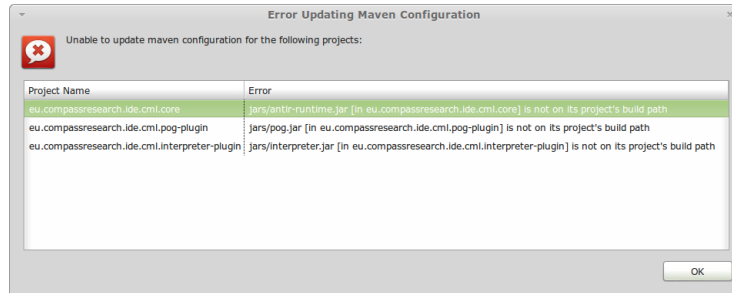 Error Updating Maven Configuration
Unable to update maven configuration for the following projects:
Project Name Error
eu.compassresearch.ide.cml.core jars/antlr-runtime.jar [in eu.compassresearch.ide.cml.core] is not on its project's build path
eu.compassresearch.ide.cml.pog-plugin jars/pog.jar [in eu.compassresearch.ide.cml.pog-plugin] is not on its project's build path
eu.compassresearch.ide.cml.interpreter-plugin jars/interpreter.jar [in eu.compassresearch.ide.cml.interpreter-plugin] is not on its project's build path
OK